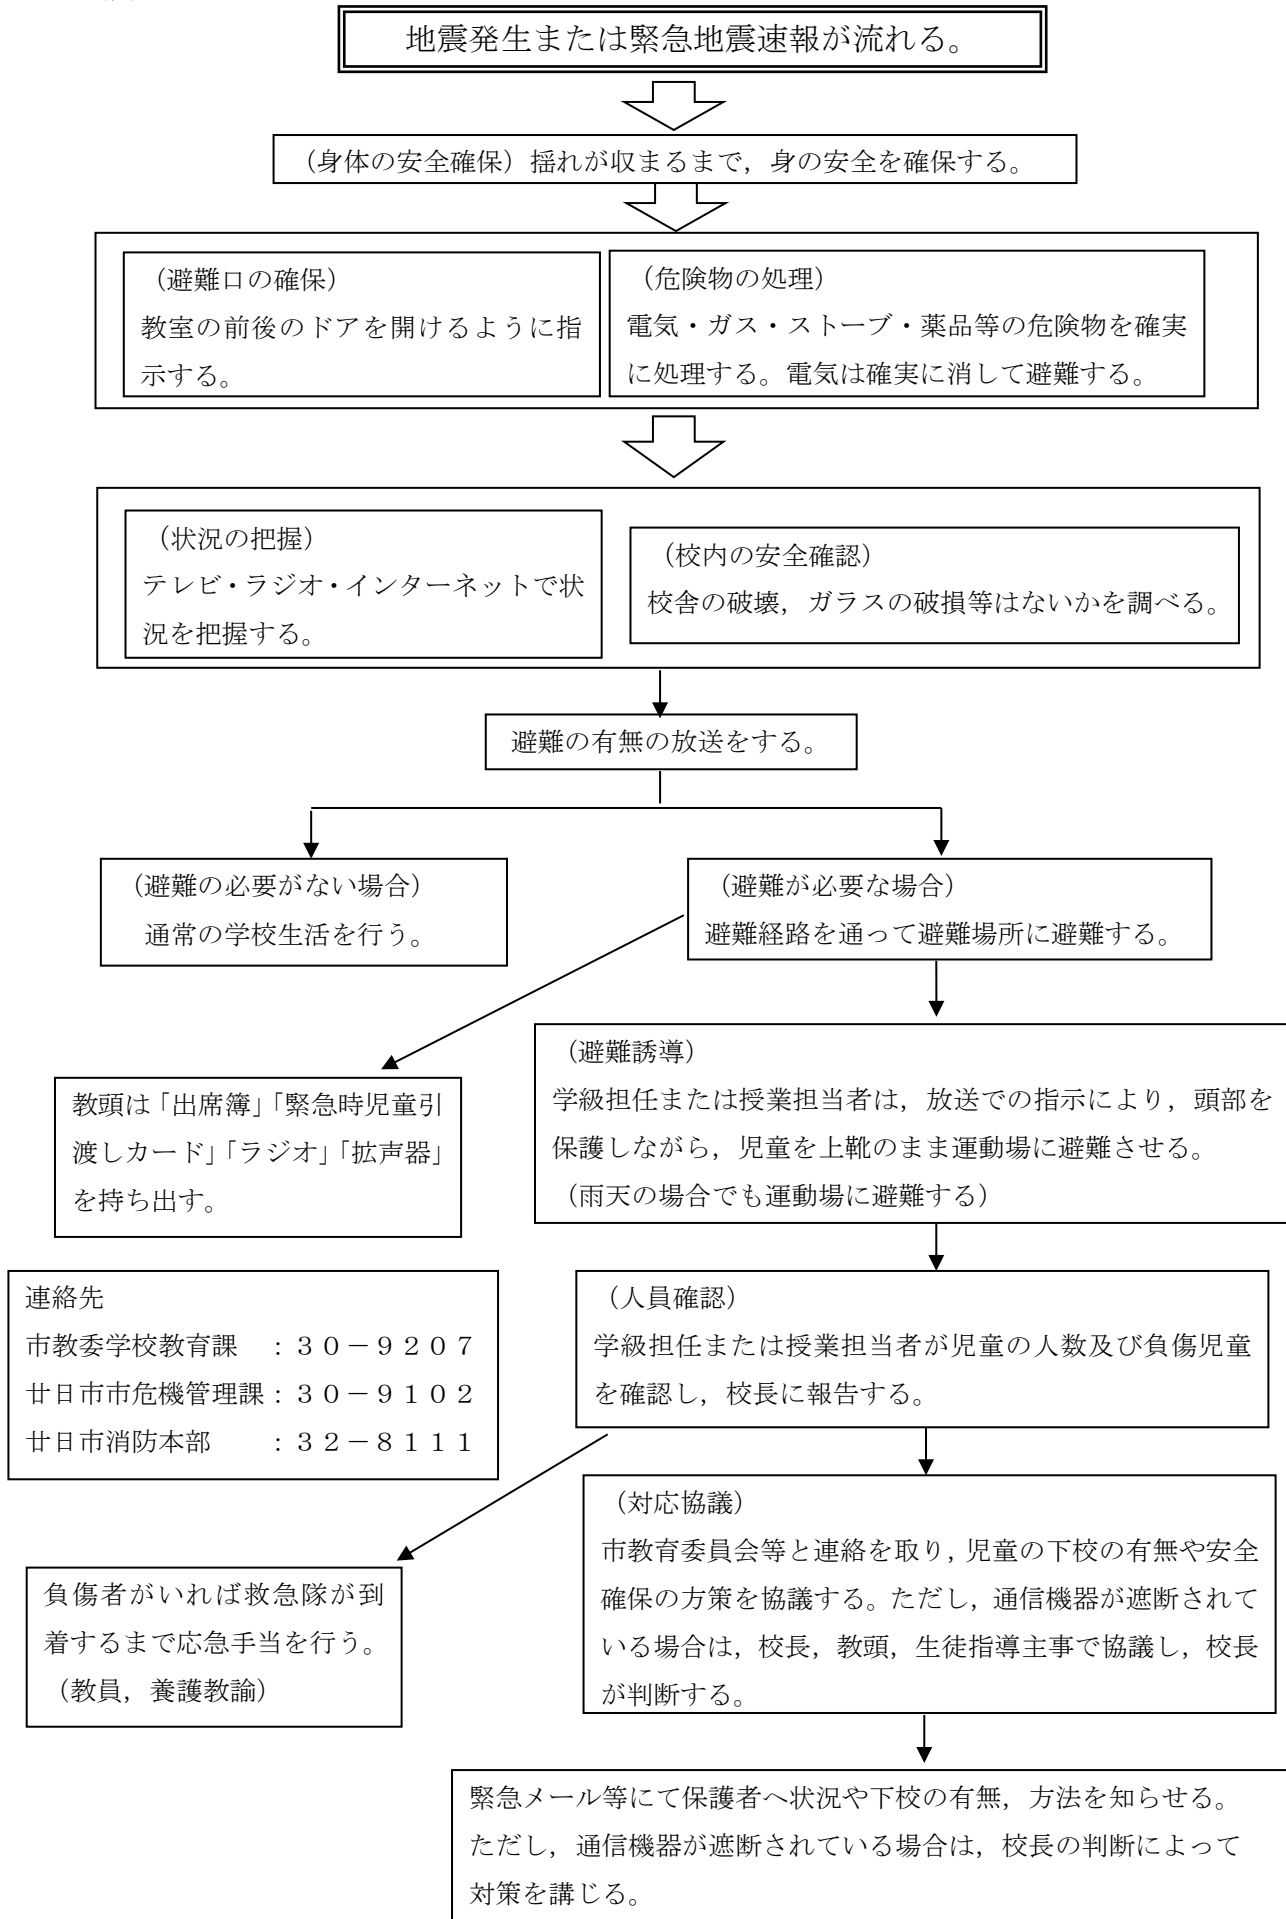 地震発生または緊急地震速報が流れる。
（身体の安全確保）揺れが収まるまで，身の安全を確保する。
（避難口の確保）
教室の前後のドアを開けるように指
示する。
（危険物の処理）
電気・ガス・ストーブ・薬品等の危険物を確実
に処理する。電気は確実に消して避難する。
（状況の把握）
テレビ・ラジオ・インターネットで状
況を把握する。
（校内の安全確認）
校舎の破壊，ガラスの破損等はないかを調べる。
避難の有無の放送をする。
（避難の必要がない場合）
通常の学校生活を行う。
（避難が必要な場合）
避難経路を通って避難場所に避難する。
（避難誘導）
学級担任または授業担当者は，放送での指示により，頭部を
保護しながら，児童を上靴のまま運動場に避難させる。
（雨天の場合でも運動場に避難する）
教頭は「出席簿」「緊急時児童引
渡しカード」「ラジオ」「拡声器」
を持ち出す。
連絡先
市教委学校教育課　：３０－９２０７
廿日市市危機管理課：３０－９１０２
廿日市消防本部　　：３２－８１１１
（人員確認）
学級担任または授業担当者が児童の人数及び負傷児童
を確認し，校長に報告する。
（対応協議）
市教育委員会等と連絡を取り，児童の下校の有無や安全
確保の方策を協議する。ただし，通信機器が遮断されて
いる場合は，校長，教頭，生徒指導主事で協議し，校長
が判断する。
負傷者がいれば救急隊が到
着するまで応急手当を行う。
（教員，養護教諭）
緊急メール等にて保護者へ状況や下校の有無，方法を知らせる。
ただし，通信機器が遮断されている場合は，校長の判断によって
対策を講じる。